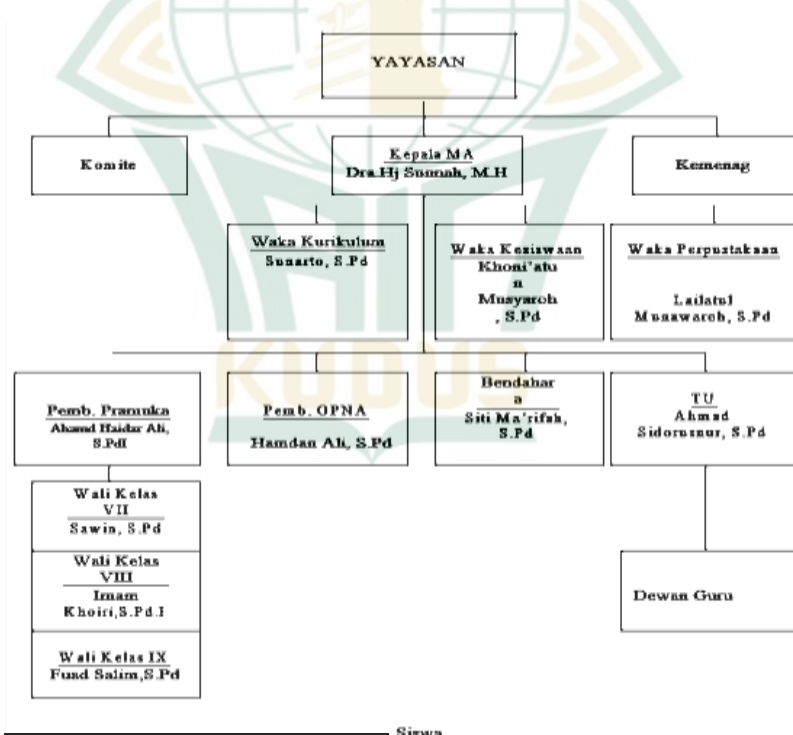 YAYASAN
Komite
Kepala MA
Dra.Hj Sunnah, M.H
Kemenag
Waka Kurikulum
Sunarto, S.Pd
Waka Kesiswaan
Khoni'atu
n
Musyaroh
, S.Pd
Waka Perpustakaan
Lailatul
Munawaroh, S.Pd
KUDUS
Pemb. Pramuka
Ahamd Haidar Ali,
S.PdI
Pemb. OPNA
Hamdan Ali, S.Pd
Bendahar
a
Siti Ma'rifah,
S.Pd
TU
Ahmad
S.Pd
Wali Kelas
VII
Sawin, S.Pd
Wali Kelas
VIII
Imam
Khoiri,S.Pd.I
Wali Kelas IX
Fuad Salim,S.Pd
Dewan Guru
Siswa